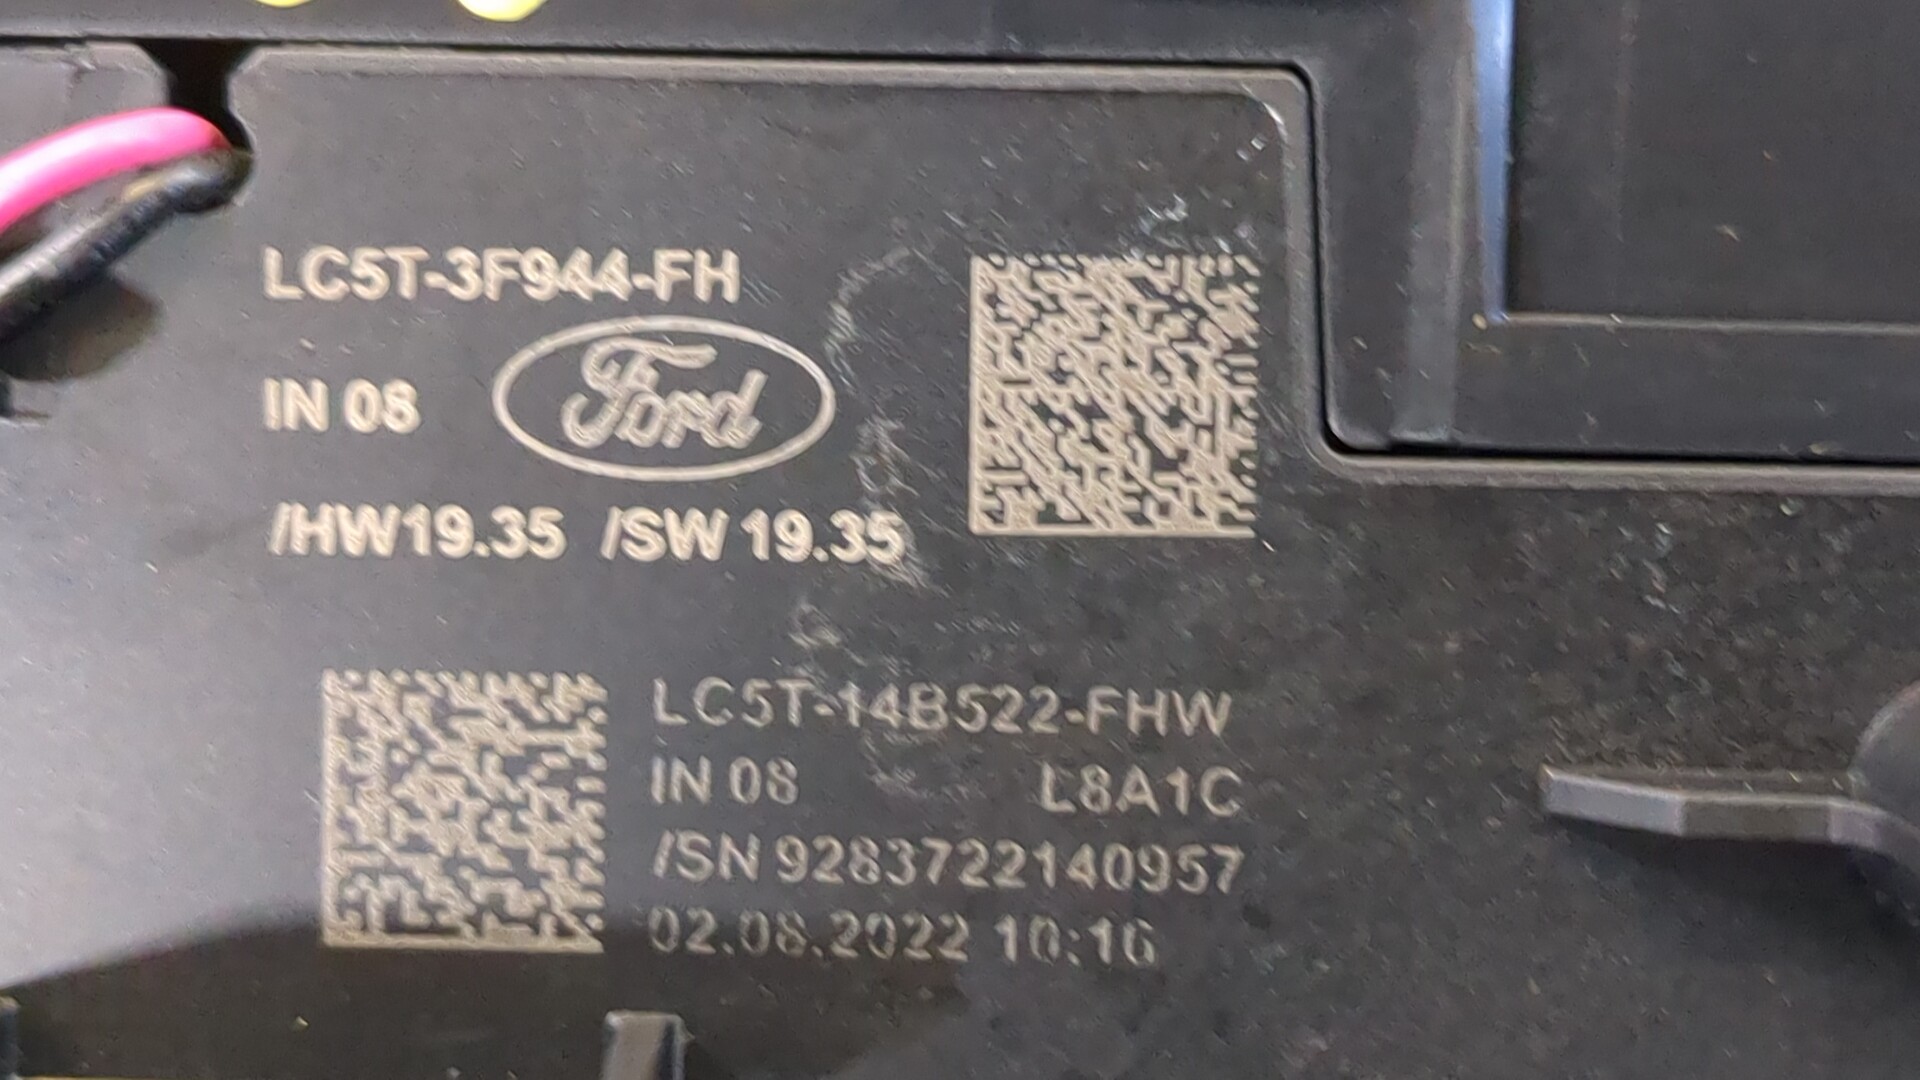 LC5T-3F944-FH
IN 08 Ford
/HW19.35 /SW 19.35
LC5T-14B522-FHW
IN 08 L8A1C
/SN 9283722140957
02.08.2022 10:16